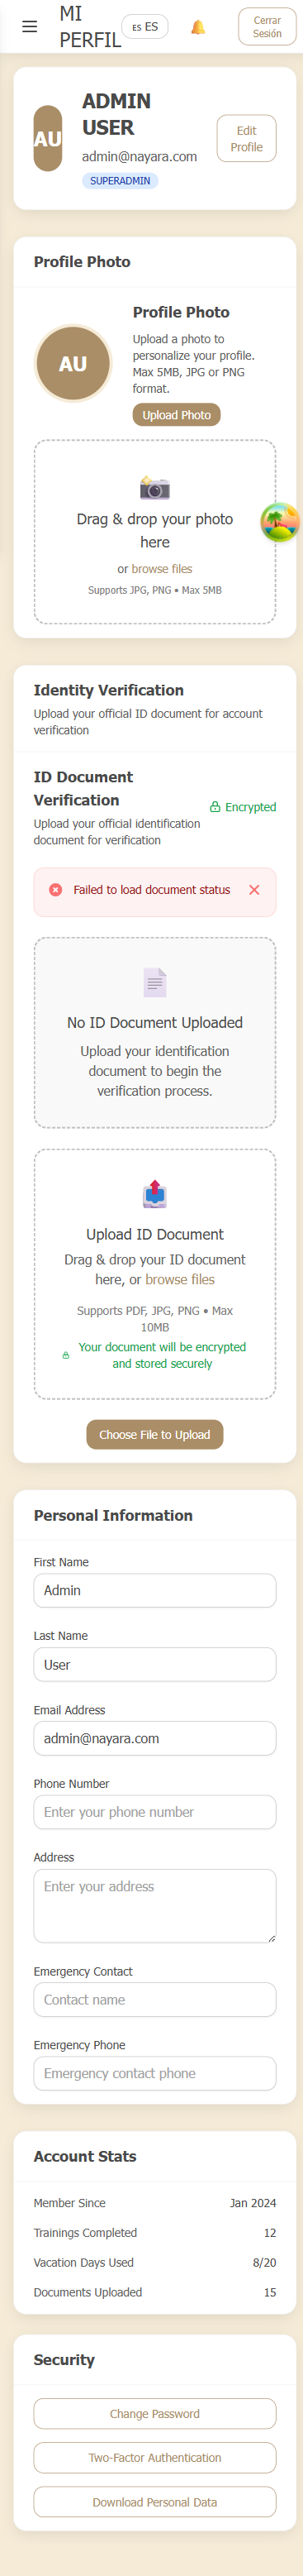 MI
PERFIL
ES ES
Cerrar
Sesión
AU
ADMIN
USER
admin@nayara.com
SUPERADMIN
Edit
Profile
Profile Photo
AU
Profile Photo
Upload a photo to
personalize your profile.
Max 5MB, JPG or PNG
format.
Upload Photo
Drag & drop your photo
here
or browse files
Supports JPG, PNG • Max 5MB
Identity Verification
Upload your official ID document for account
verification
ID Document
Verification
Upload your official identification
document for verification
Encrypted
Failed to load document status
No ID Document Uploaded
Upload your identification
document to begin the
verification process.
Upload ID Document
Drag & drop your ID document
here, or browse files
Supports PDF, JPG, PNG • Max
10MB
Your document will be encrypted
and stored securely
Choose File to Upload
Personal Information
First Name
Admin
Last Name
User
Email Address
admin@nayara.com
Phone Number
Enter your phone number
Address
Enter your address
Emergency Contact
Contact name
Emergency Phone
Emergency contact phone
Account Stats
Member Since Jan 2024
Trainings Completed 12
Vacation Days Used 8/20
Documents Uploaded 15
Security
Change Password
Two-Factor Authentication
Download Personal Data